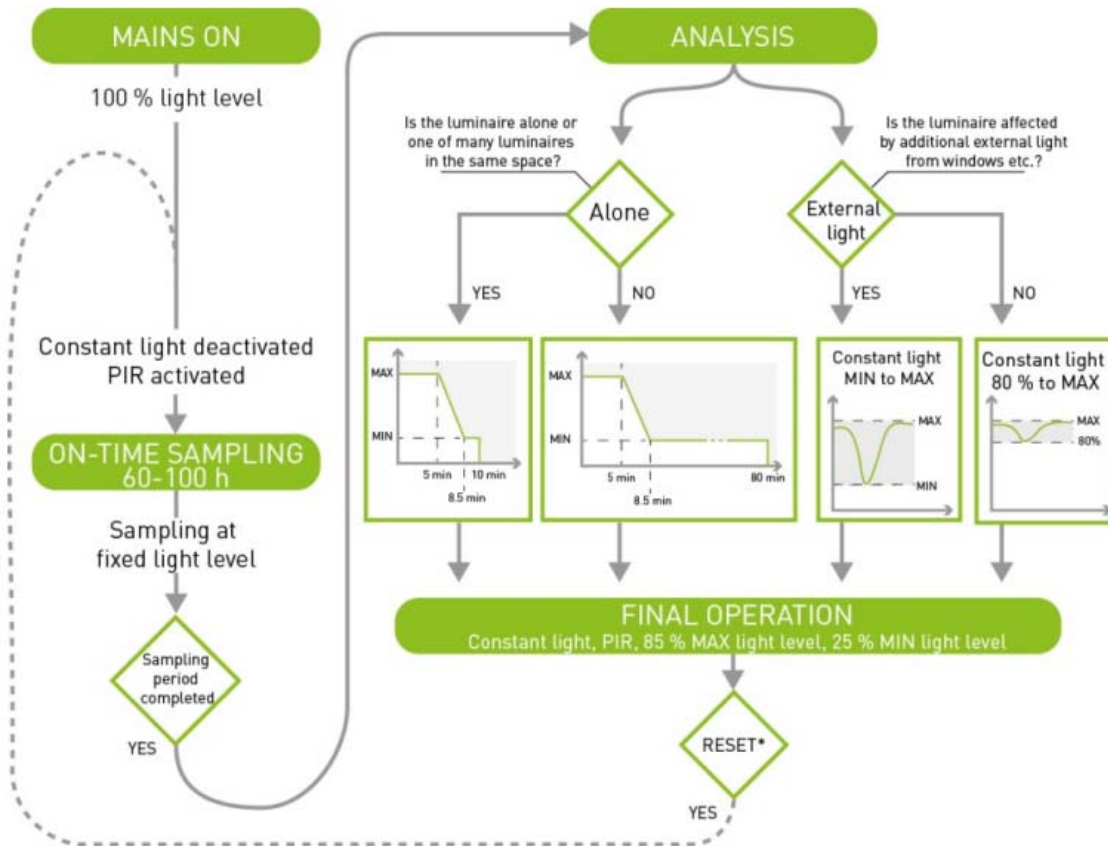 MAINS ON
100 % light level
Constant light deactivated
PIR activated
ON-TIME SAMPLING
60-100 h
Sampling at
fixed light level
Sampling
period
completed
YES
ANALYSIS
Is the luminaire alone or
one of many luminaires
in the same space?
Alone
YES
NO
Is the luminaire affected
by additional external light
from windows etc.?
External
light
YES
NO
MAX
MIN
5 min
10 min
8.5 min
MAX
MIN
5 min
80 min
8.5 min
Constant light
MIN to MAX
MAX
MIN
Constant light
80 % to MAX
MAX
80%
FINAL OPERATION
Constant light, PIR, 85 % MAX light level, 25 % MIN light level
RESET*
YES